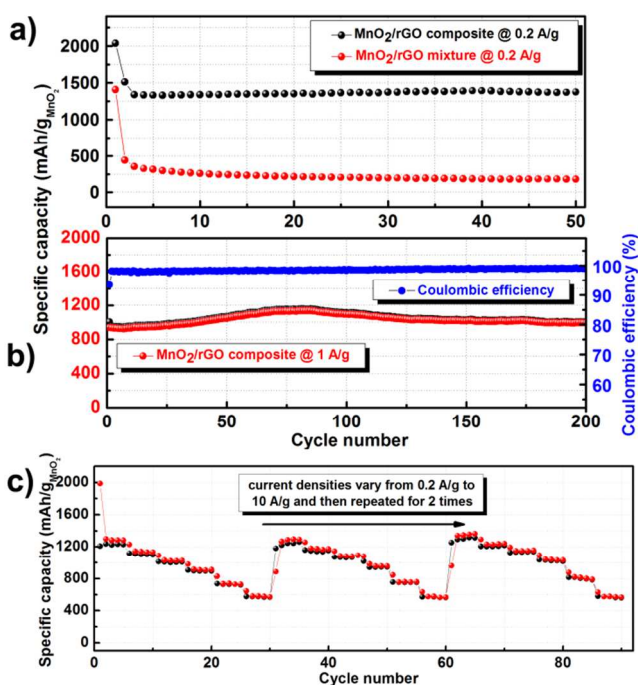 a)
MnO2/rGO composite @ 0.2 A/g
MnO2/rGO mixture @ 0.2 A/g
2000
1500
1000
500
0
0 10 20 30 40 50
Specific capacity (mAh/gMnO2)
b)
2000
1600
1200
800
400
0
Coulombic efficiency
MnO2/rGO composite @ 1 A/g
100
90
80
70
60
Coulombic efficiency (%)
0 50 100 150 200
Cycle number
c)
Specific capacity (mAh/gMnO2)
2000
1600
1200
800
400
0
current densities vary from 0.2 A/g to
10 A/g and then repeated for 2 times
0 20 40 60 80
Cycle number